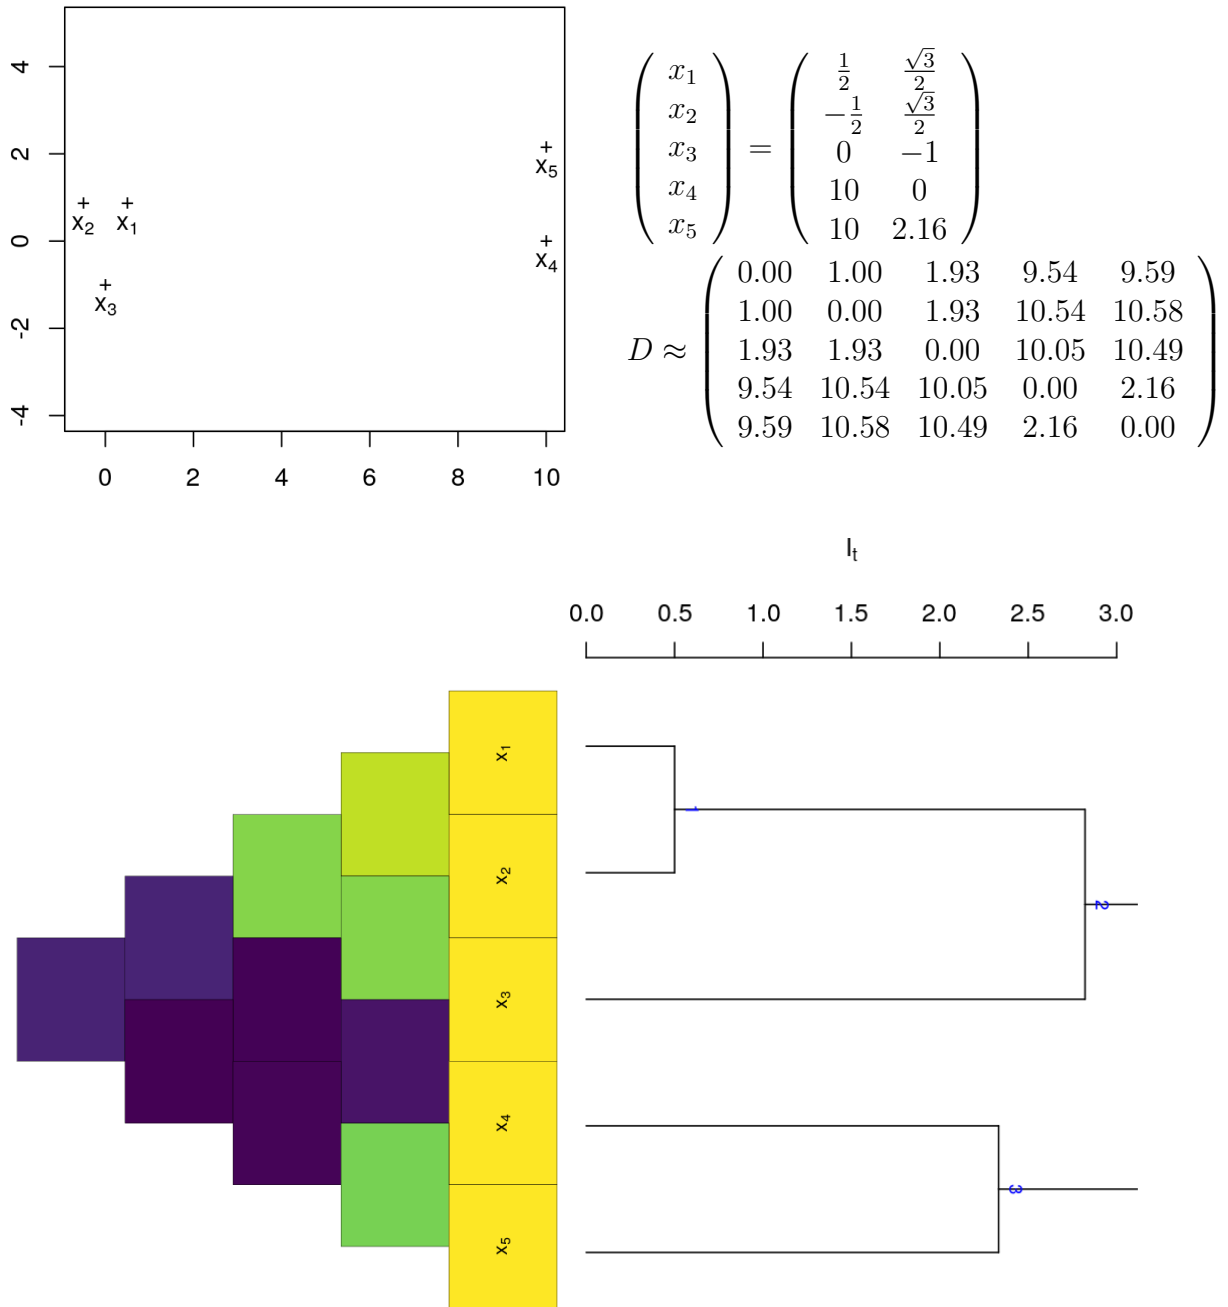 4
2
0
-2
-4
x₅
x₂ x₁
x₄
x₃
0 2 4 6 8 10
( x₁ ) = ( 1/2 √3/2 )
( x₂ ) ( -1/2 √3/2 )
( x₃ ) ( 0 −1 )
( x₄ ) ( 10 0 )
( x₅ ) ( 10 2.16 )
0.00 1.00 1.93 9.54 9.59
1.00 0.00 1.93 10.54 10.58
D ≈ 1.93 1.93 0.00 10.05 10.49
9.54 10.54 10.05 0.00 2.16
9.59 10.58 10.49 2.16 0.00
Iₜ
0.0 0.5 1.0 1.5 2.0 2.5 3.0
x₁
1
x₂
2
x₃
x₄
3
x₅